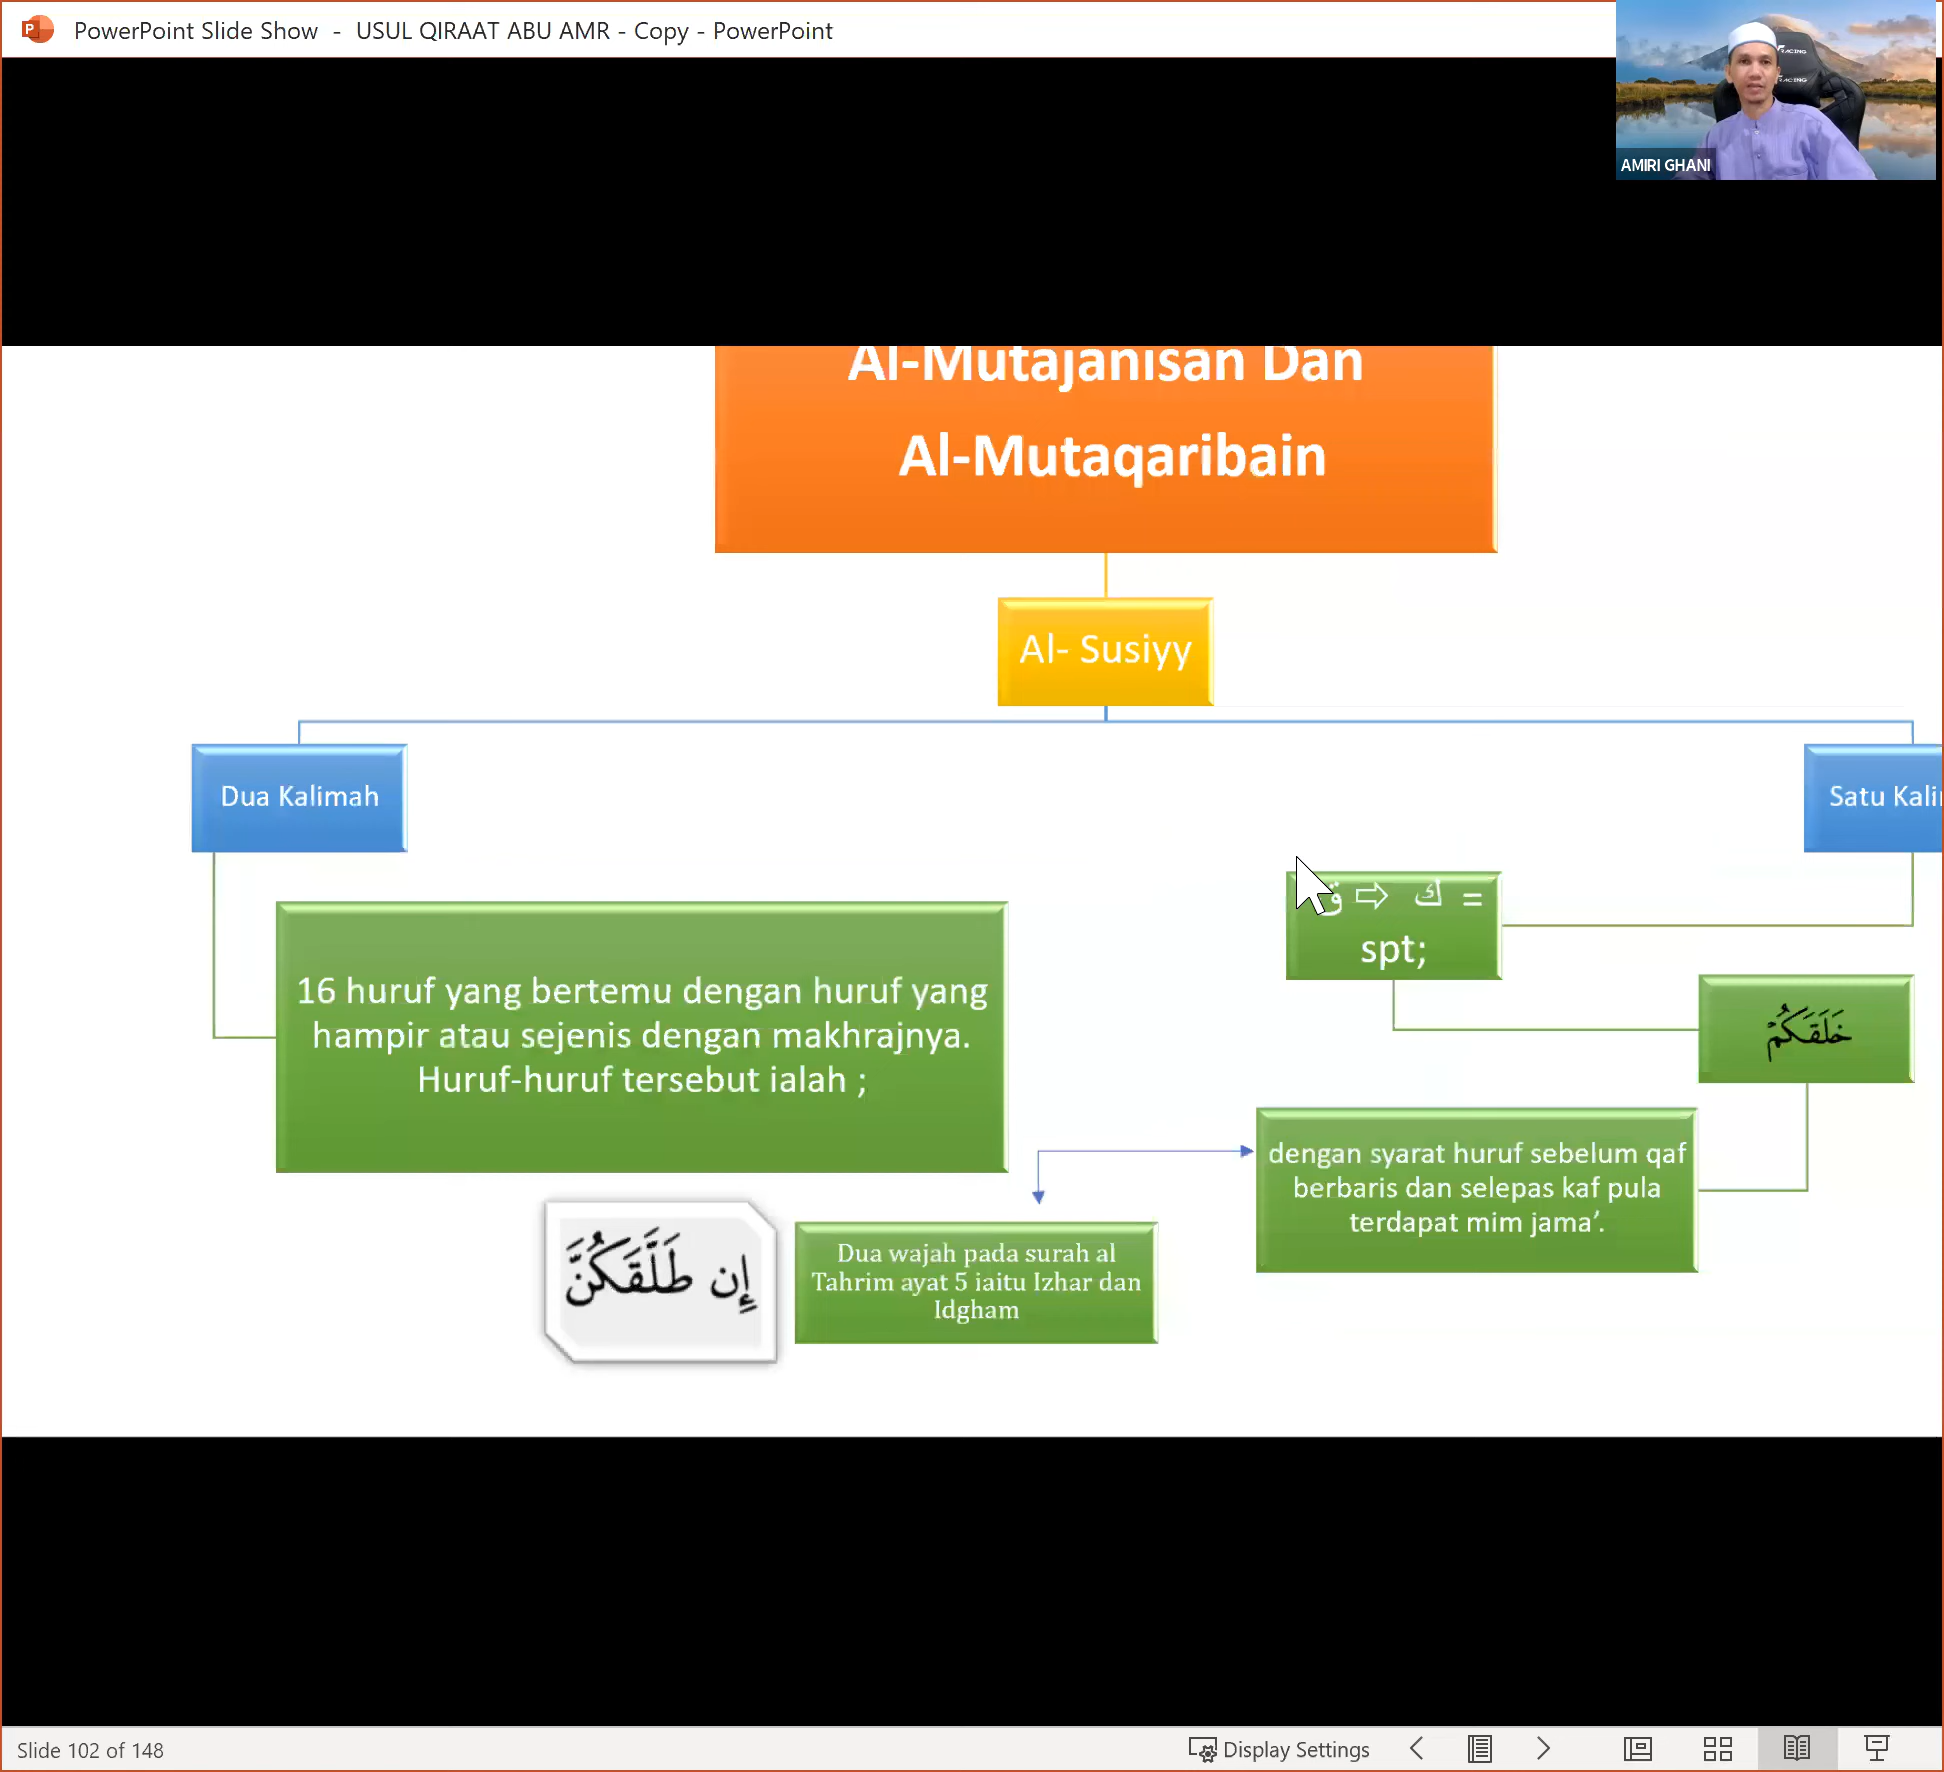 PowerPoint Slide Show - USUL QIRAAT ABU AMR - Copy - PowerPoint
AMIRI GHANI
Al-Mutajanisan Dan
Al-Mutaqaribain
Al- Susiyy
Dua Kalimah
Satu Kali
16 huruf yang bertemu dengan huruf yang
hampir atau sejenis dengan makhrajnya.
Huruf-huruf tersebut ialah ;
ق ⇨ ك =
spt;
خَلَقَكُمْ
dengan syarat huruf sebelum qaf
berbaris dan selepas kaf pula
terdapat mim jama’.
إِن طَلَّقَكُنَّ
Dua wajah pada surah al
Tahrim ayat 5 iaitu Izhar dan
Idgham
Slide 102 of 148
Display Settings